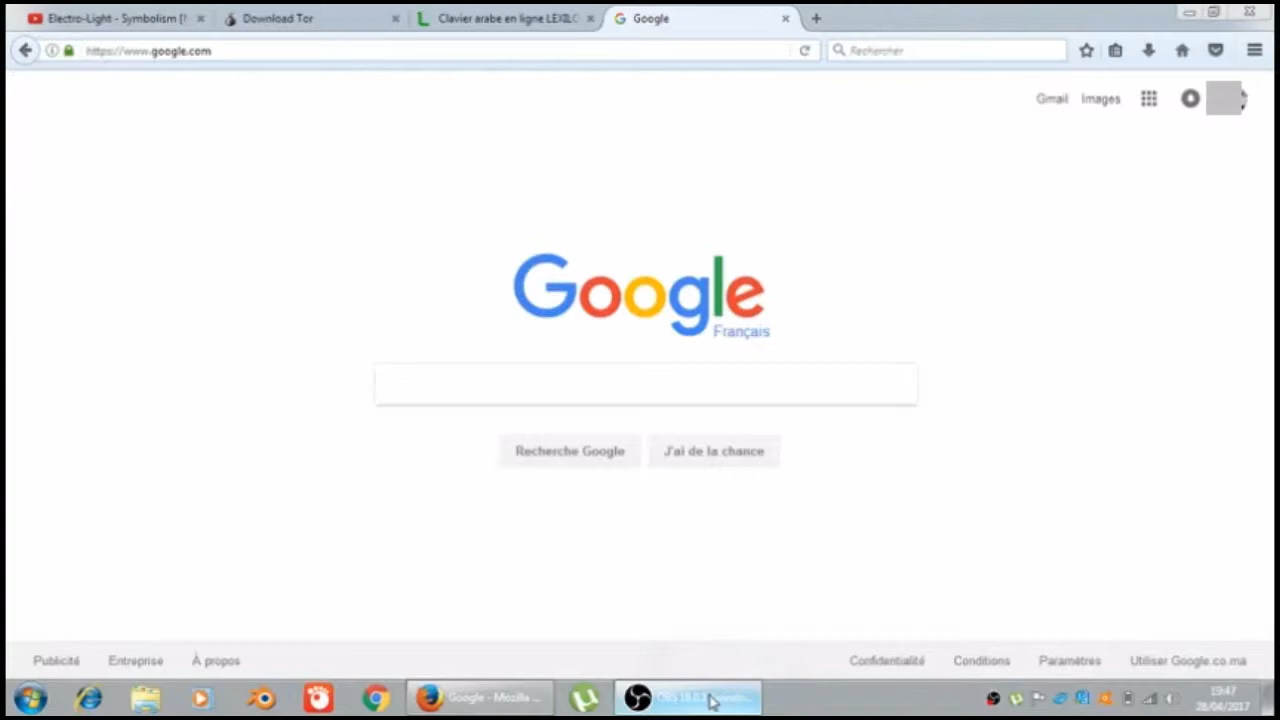 Electro-Light - Symbolism [
Download Tor
Clavier arabe en ligne LEXILO
Google
https://www.google.com
Rechercher
Gmail Images
Google
Français
Recherche Google
J'ai de la chance
Publicité Entreprise À propos
Confidentialité Conditions Paramètres Utiliser Google.co.ma
Google - Mozilla ...
19:47
28/04/2017